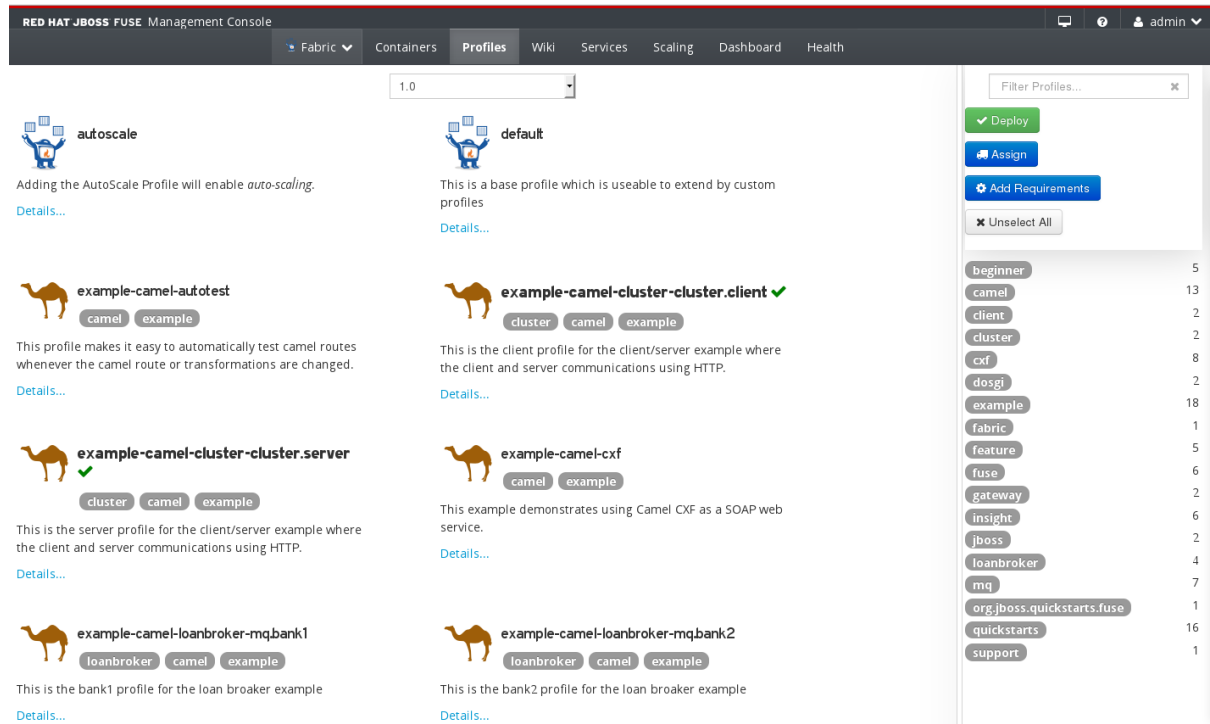 RED HAT JBOSS FUSE Management Console
admin
Fabric Containers Profiles Wiki Services Scaling Dashboard Health
1.0
autoscale
Adding the AutoScale Profile will enable auto-scaling.
Details...
default
This is a base profile which is useable to extend by custom
profiles
Details...
example-camel-autotest
camel example
This profile makes it easy to automatically test camel routes
whenever the camel route or transformations are changed.
Details...
example-camel-cluster-cluster.client
cluster camel example
This is the client profile for the client/server example where
the client and server communications using HTTP.
Details...
example-camel-cluster-cluster.server
cluster camel example
This is the server profile for the client/server example where
the client and server communications using HTTP.
Details...
example-camel-cxf
camel example
This example demonstrates using Camel CXF as a SOAP web
service.
Details...
example-camel-loanbroker-mq.bank1
loanbroker camel example
This is the bank1 profile for the loan broaker example
Details...
example-camel-loanbroker-mq.bank2
loanbroker camel example
This is the bank2 profile for the loan broaker example
Details...
Filter Profiles...
Deploy
Assign
Add Requirements
Unselect All
beginner 5
camel 13
client 2
cluster 2
cxf 8
dosgi 2
example 18
fabric 1
feature 5
fuse 6
gateway 2
insight 6
jboss 2
loanbroker 4
mq 7
org.jboss.quickstarts.fuse 1
quickstarts 16
support 1